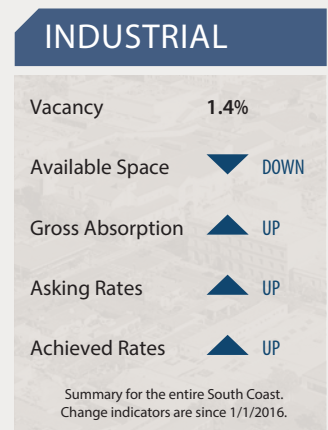 INDUSTRIAL
Vacancy 1.4%
Available Space DOWN
Gross Absorption UP
Asking Rates UP
Achieved Rates UP
Summary for the entire South Coast.
Change indicators are since 1/1/2016.